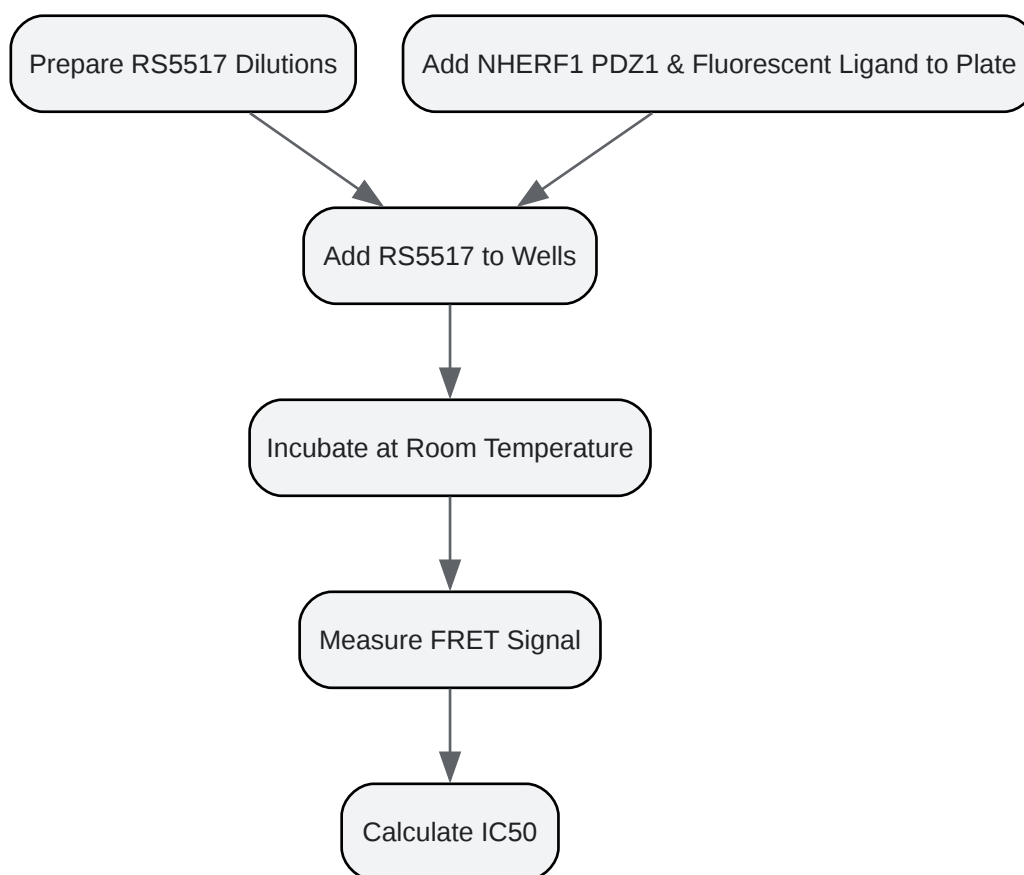 Prepare RS5517 Dilutions
Add NHERF1 PDZ1 & Fluorescent Ligand to Plate
Add RS5517 to Wells
Incubate at Room Temperature
Measure FRET Signal
Calculate IC50